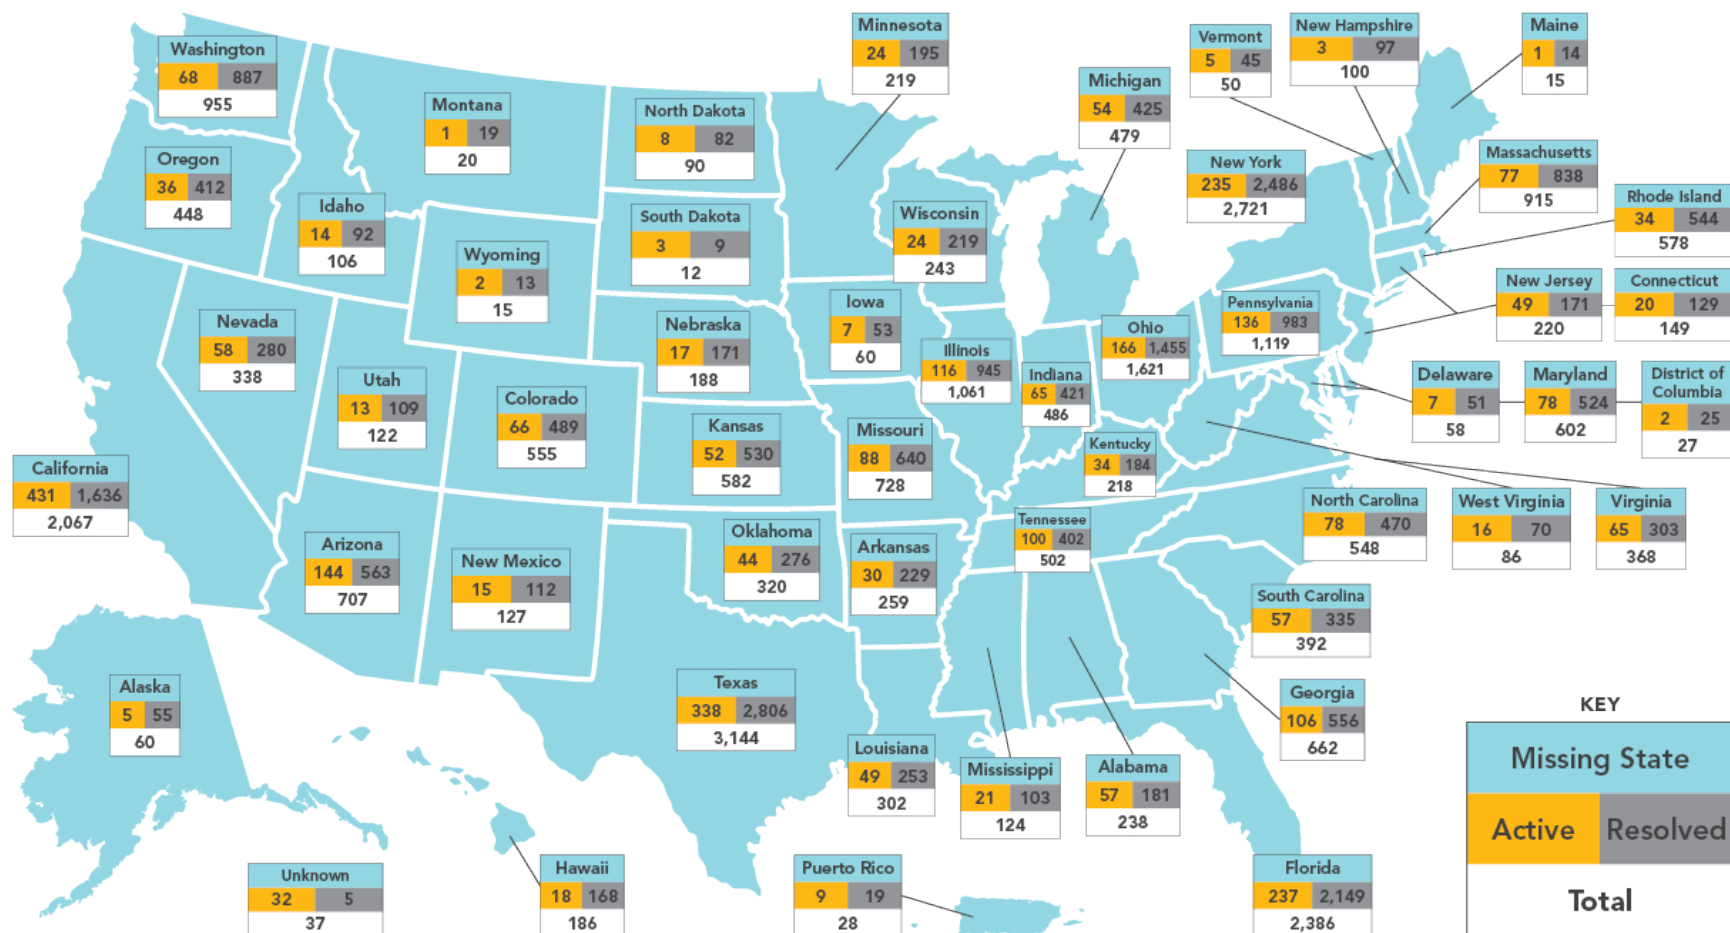 Washington
68 887
955
Oregon
36 412
448
California
431 1,636
2,067
Nevada
58 280
338
Idaho
14 92
106
Montana
1 19
20
Wyoming
2 13
15
Utah
13 109
122
Colorado
66 489
555
Arizona
144 563
707
New Mexico
15 112
127
North Dakota
8 82
90
South Dakota
3 9
12
Nebraska
17 171
188
Kansas
52 530
582
Oklahoma
44 276
320
Texas
338 2,806
3,144
Minnesota
24 195
219
Iowa
7 53
60
Missouri
88 640
728
Arkansas
30 229
259
Louisiana
49 253
302
Wisconsin
24 219
243
Illinois
116 945
1,061
Michigan
54 425
479
Indiana
65 421
486
Ohio
166 1,455
1,621
Kentucky
34 184
218
Tennessee
100 402
502
Mississippi
21 103
124
Alabama
57 181
238
Georgia
106 556
662
Florida
237 2,149
2,386
South Carolina
57 335
392
North Carolina
78 470
548
West Virginia
16 70
86
Virginia
65 303
368
Pennsylvania
136 983
1,119
New York
235 2,486
2,721
Vermont
5 45
50
New Hampshire
3 97
100
Maine
1 14
15
Massachusetts
77 838
915
Rhode Island
34 544
578
New Jersey
49 171
220
Connecticut
20 129
149
Delaware
7 51
58
Maryland
78 524
602
District of
Columbia
2 25
27
Alaska
5 55
60
Unknown
32 5
37
Hawaii
18 168
186
Puerto Rico
9 19
28
KEY
Missing State
Active Resolved
Total